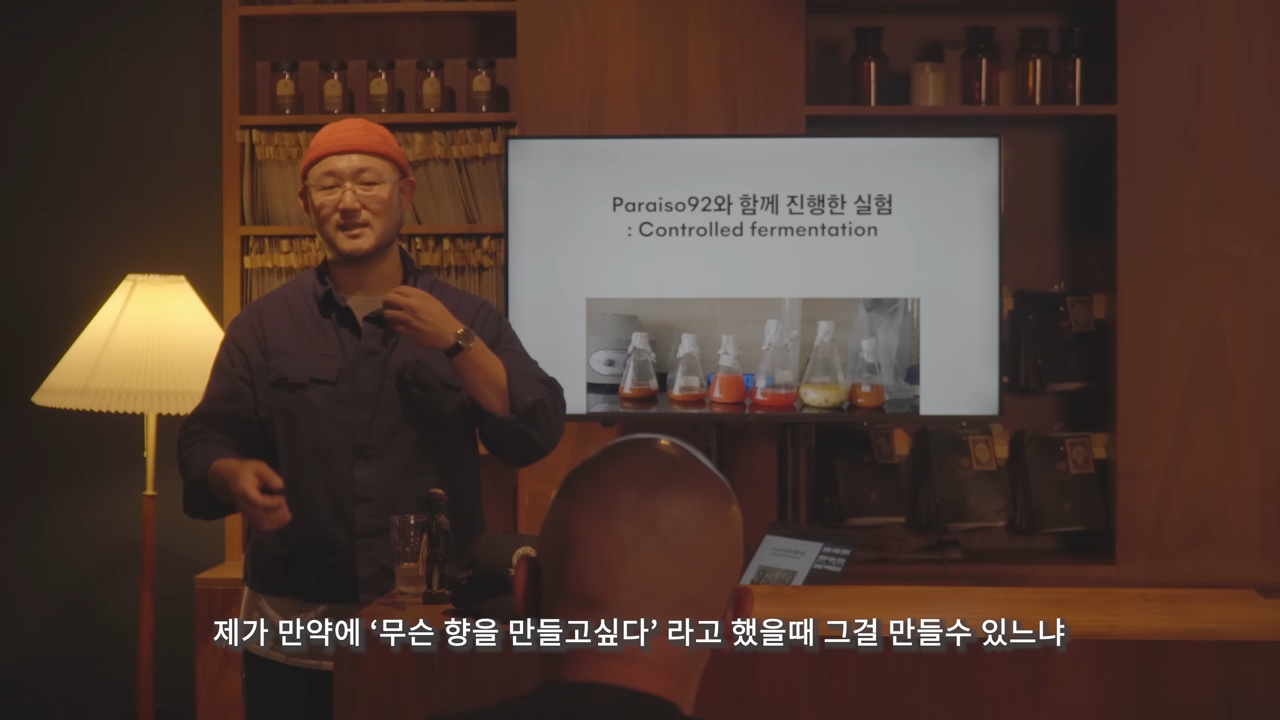 Paraiso92와 함께 진행한 실험
: Controlled fermentation
제가 만약에 ‘무슨 향을 만들고싶다’ 라고 했을때 그걸 만들수 있느냐